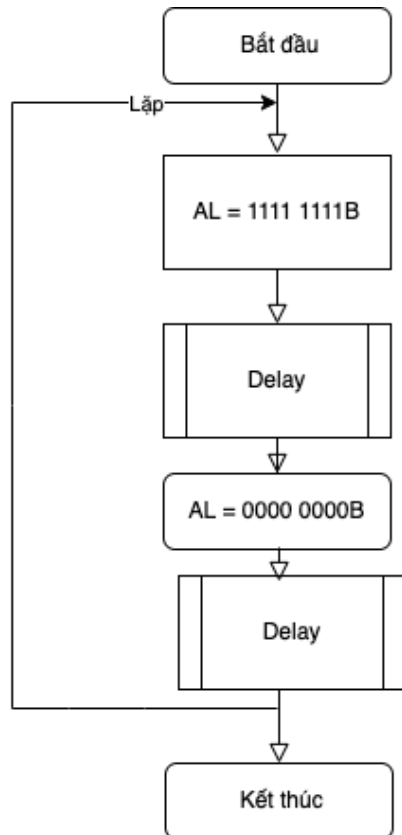 Bắt đầu
Lặp
AL = 1111 1111B
Delay
AL = 0000 0000B
Delay
Kết thúc